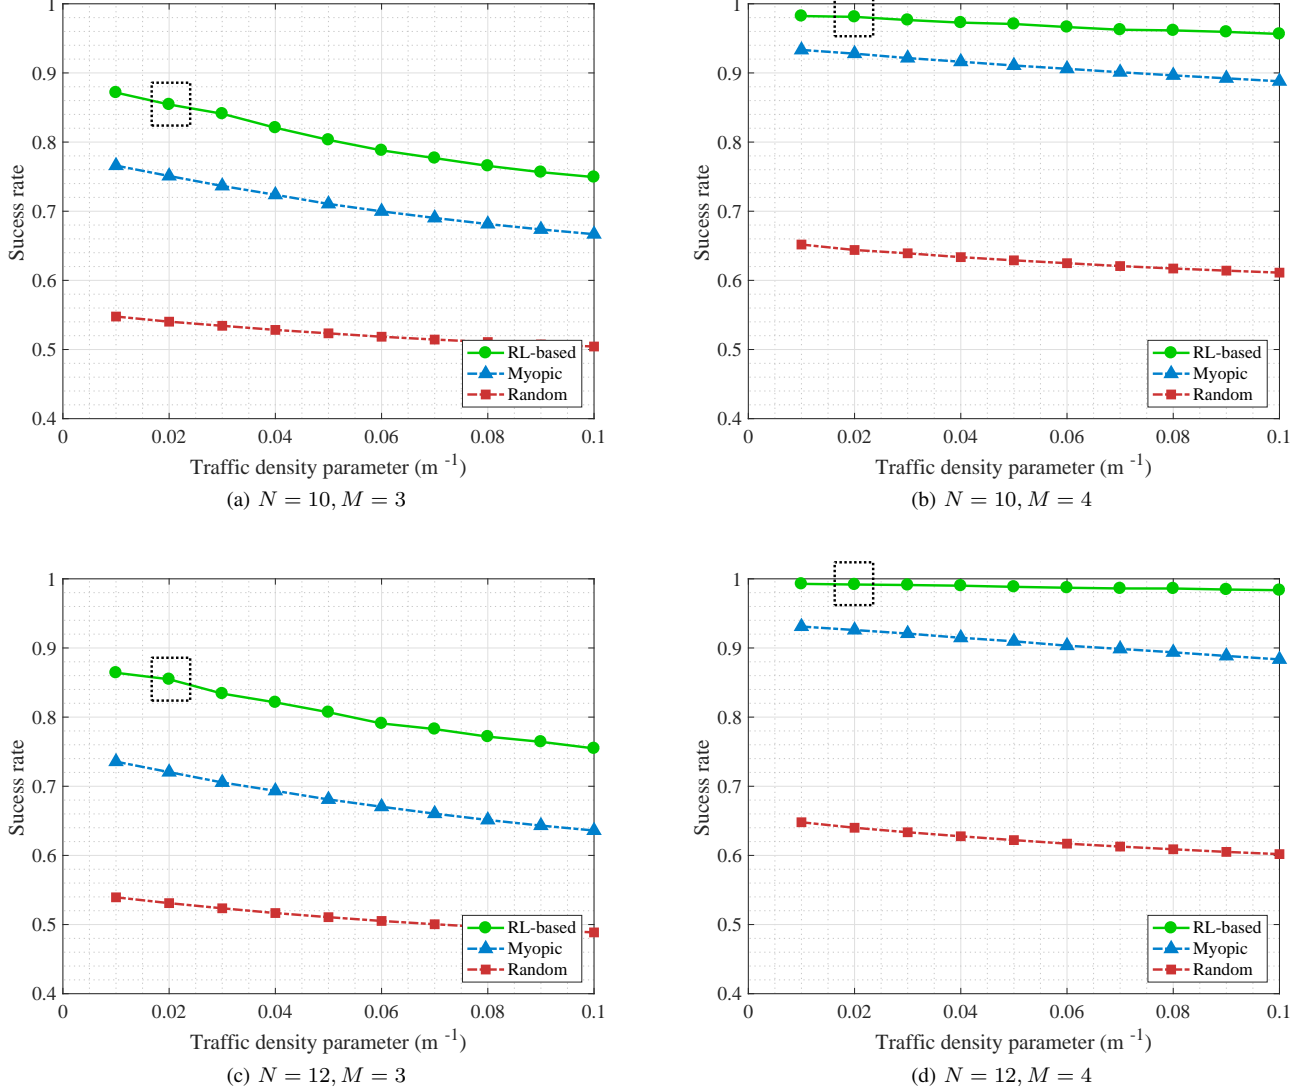 1
0.9
0.8
0.7
0.6
0.5
0.4
Sucess rate
0
0.02
0.04
0.06
0.08
0.1
Traffic density parameter (m -1)
RL-based
Myopic
Random
(a) N = 10, M = 3
1
0.9
0.8
0.7
0.6
0.5
0.4
Sucess rate
0
0.02
0.04
0.06
0.08
0.1
Traffic density parameter (m -1)
RL-based
Myopic
Random
(b) N = 10, M = 4
1
0.9
0.8
0.7
0.6
0.5
0.4
Sucess rate
0
0.02
0.04
0.06
0.08
0.1
Traffic density parameter (m -1)
RL-based
Myopic
Random
(c) N = 12, M = 3
1
0.9
0.8
0.7
0.6
0.5
0.4
Sucess rate
0
0.02
0.04
0.06
0.08
0.1
Traffic density parameter (m -1)
RL-based
Myopic
Random
(d) N = 12, M = 4